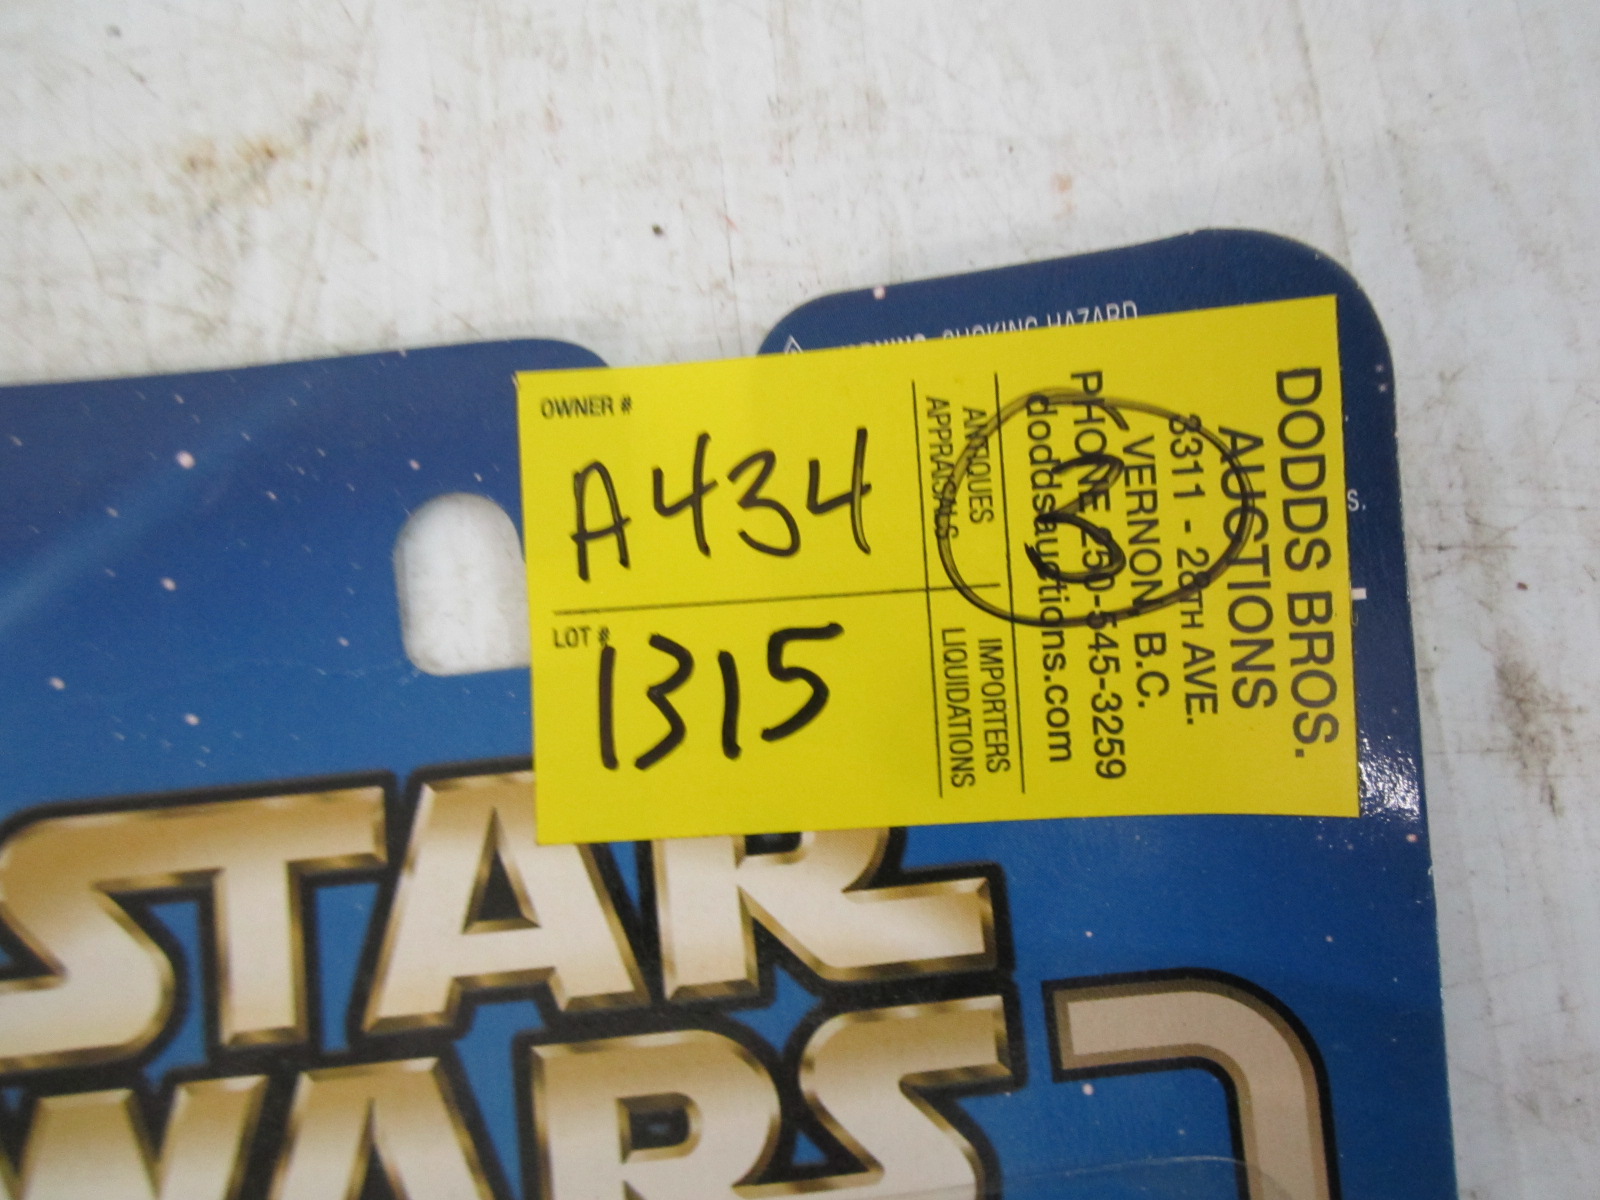 CHOKING HAZARD
OWNER #
A434
LOT #
1315
DODDS BROS.
AUCTIONS
3311 - 28TH AVE.
VERNON, B.C.
PHONE 250-545-3259
doddsauctions.com
3
ANTIQUES
APPRAISALS
IMPORTERS
LIQUIDATIONS
s.
STAR
WARS